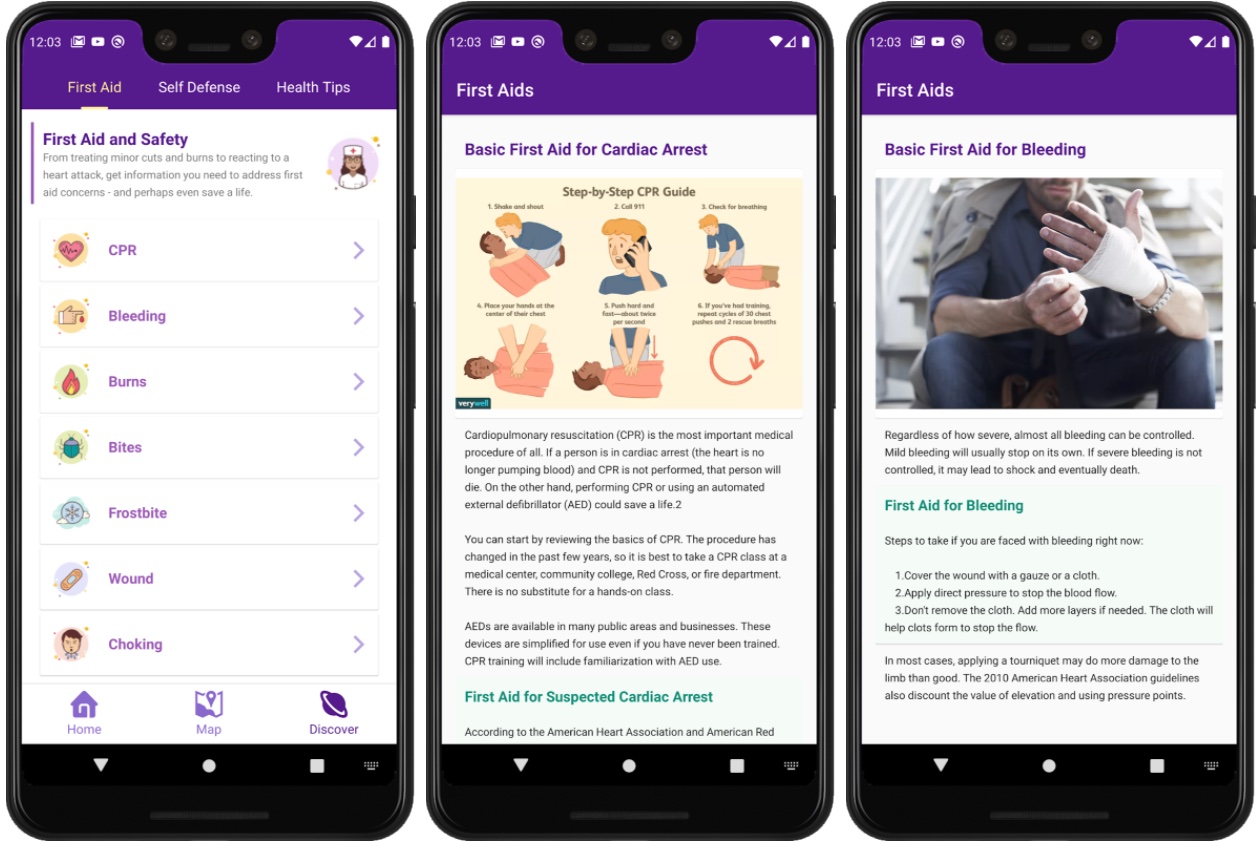 12:03
First Aid Self Defense Health Tips
First Aid and Safety
From treating minor cuts and burns to reacting to a
heart attack, get information you need to address first
aid concerns - and perhaps even save a life.
CPR
Bleeding
Burns
Bites
Frostbite
Wound
Choking
Home Map Discover
12:03
First Aids
Basic First Aid for Cardiac Arrest
Step-by-Step CPR Guide
1. Shake and shout
2. Call 911
3. Check for breathing
4. Place your hands at the
center of their chest
5. Push hard and
fast—about twice
per second
6. If you've had training,
repeat cycles of 30 chest
pushes and 2 rescue breaths
verywell
Cardiopulmonary resuscitation (CPR) is the most important medical
procedure of all. If a person is in cardiac arrest (the heart is no
longer pumping blood) and CPR is not performed, that person will
die. On the other hand, performing CPR or using an automated
external defibrillator (AED) could save a life.2
You can start by reviewing the basics of CPR. The procedure has
changed in the past few years, so it is best to take a CPR class at a
medical center, community college, Red Cross, or fire department.
There is no substitute for a hands-on class.
AEDs are available in many public areas and businesses. These
devices are simplified for use even if you have never been trained.
CPR training will include familiarization with AED use.
First Aid for Suspected Cardiac Arrest
According to the American Heart Association and American Red
12:03
First Aids
Basic First Aid for Bleeding
Regardless of how severe, almost all bleeding can be controlled.
Mild bleeding will usually stop on its own. If severe bleeding is not
controlled, it may lead to shock and eventually death.
First Aid for Bleeding
Steps to take if you are faced with bleeding right now:
1.Cover the wound with a gauze or a cloth.
2.Apply direct pressure to stop the blood flow.
3.Don't remove the cloth. Add more layers if needed. The cloth will
help clots form to stop the flow.
In most cases, applying a tourniquet may do more damage to the
limb than good. The 2010 American Heart Association guidelines
also discount the value of elevation and using pressure points.